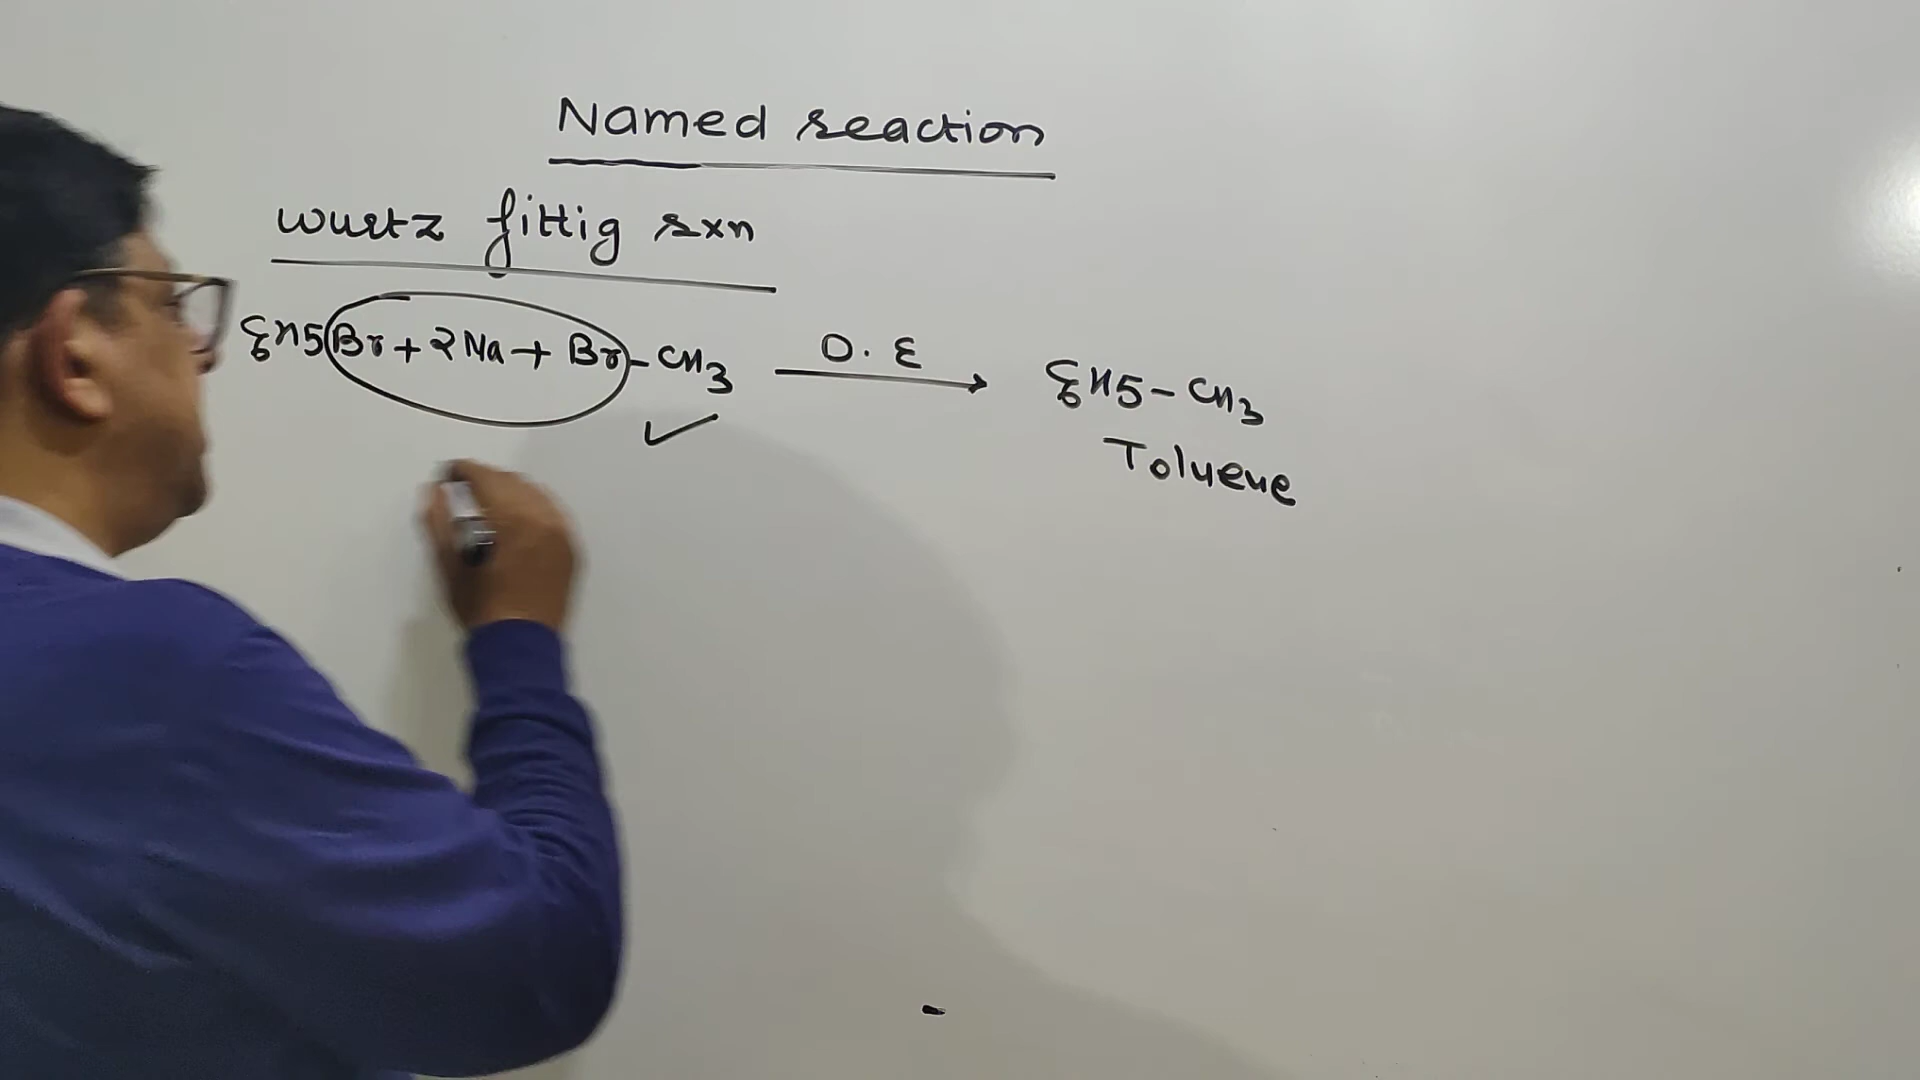 Named reaction
wurtz fittig rxn
C6H5Br + 2Na + Br - CH3 D.E C6H5 - CH3
Toluene